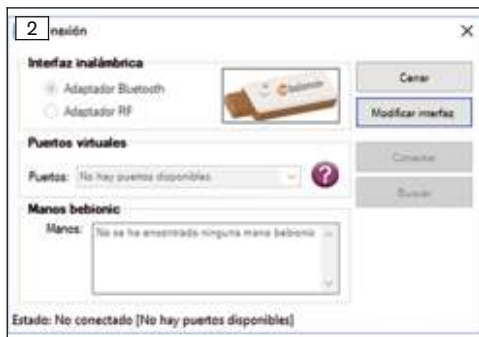 2
nexión
Interfaz inalámbrica
Adaptador Bluetooth
Adaptador RF
bebionic
Cerrar
Modificar interfaz
Puertos virtuales
Puertos: No hay puertos disponibles
?
Conectar
Buscar
Manos bebionic
Manos: No se ha encontrado ninguna mano bebionic
Estado: No conectado [No hay puertos disponibles]